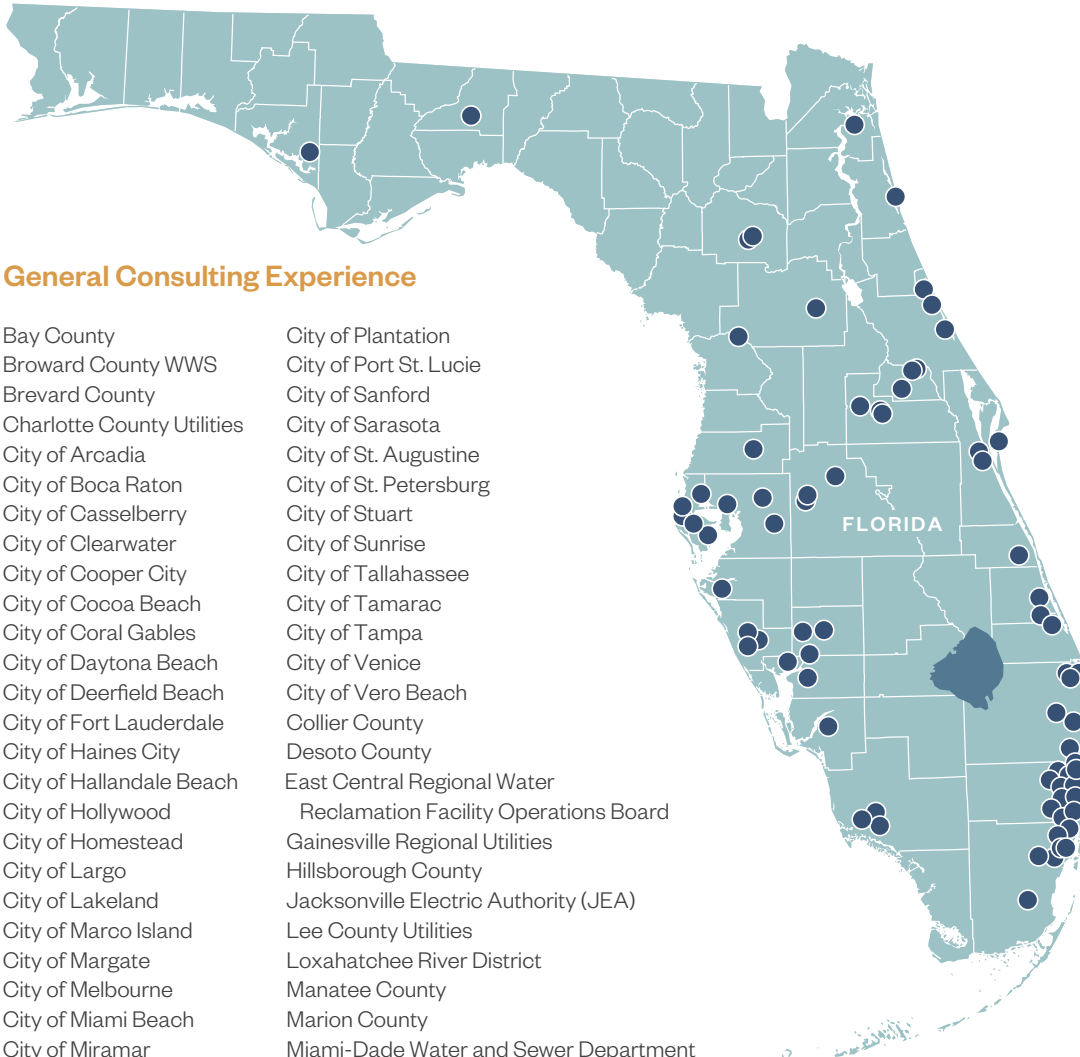 General Consulting Experience
Bay County
Broward County WWS
Brevard County
Charlotte County Utilities
City of Arcadia
City of Boca Raton
City of Casselberry
City of Clearwater
City of Cooper City
City of Cocoa Beach
City of Coral Gables
City of Daytona Beach
City of Deerfield Beach
City of Fort Lauderdale
City of Haines City
City of Hallandale Beach
City of Hollywood
City of Homestead
City of Largo
City of Lakeland
City of Marco Island
City of Margate
City of Melbourne
City of Miami Beach
City of Miramar
City of Plantation
City of Port St. Lucie
City of Sanford
City of Sarasota
City of St. Augustine
City of St. Petersburg
City of Stuart
City of Sunrise
City of Tallahassee
City of Tamarac
City of Tampa
City of Venice
City of Vero Beach
Collier County
Desoto County
East Central Regional Water
Reclamation Facility Operations Board
Gainesville Regional Utilities
Hillsborough County
Jacksonville Electric Authority (JEA)
Lee County Utilities
Loxahatchee River District
Manatee County
Marion County
Miami-Dade Water and Sewer Department
FLORIDA